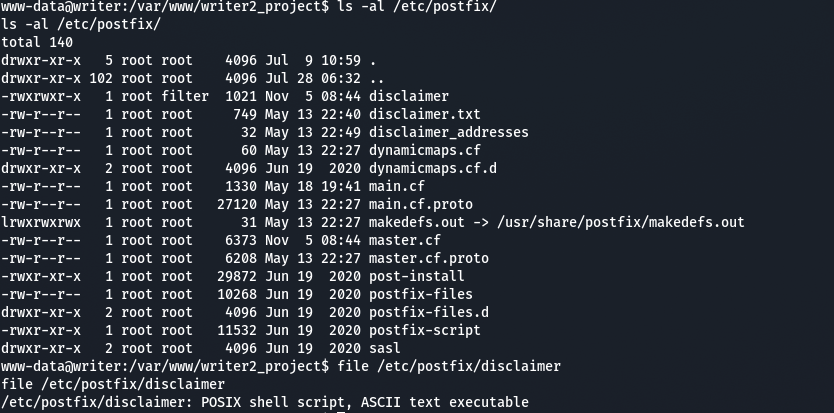 www-data@writer:/var/www/writer2_project$ ls -al /etc/postfix/
ls -al /etc/postfix/
total 140
drwxr-xr-x   5 root root    4096 Jul  9 10:59 .
drwxr-xr-x 102 root root    4096 Jul 28 06:32 ..
-rwxrwxr-x   1 root filter  1021 Nov  5 08:44 disclaimer
-rw-r--r--   1 root root     749 May 13 22:40 disclaimer.txt
-rw-r--r--   1 root root      32 May 13 22:49 disclaimer_addresses
-rw-r--r--   1 root root      60 May 13 22:27 dynamicmaps.cf
drwxr-xr-x   2 root root    4096 Jun 19  2020 dynamicmaps.cf.d
-rw-r--r--   1 root root    1330 May 18 19:41 main.cf
-rw-r--r--   1 root root   27120 May 13 22:27 main.cf.proto
lrwxrwxrwx   1 root root      31 May 13 22:27 makedefs.out -> /usr/share/postfix/makedefs.out
-rw-r--r--   1 root root    6373 Nov  5 08:44 master.cf
-rw-r--r--   1 root root    6208 May 13 22:27 master.cf.proto
-rwxr-xr-x   1 root root   29872 Jun 19  2020 post-install
-rw-r--r--   1 root root   10268 Jun 19  2020 postfix-files
drwxr-xr-x   2 root root    4096 Jun 19  2020 postfix-files.d
-rwxr-xr-x   1 root root   11532 Jun 19  2020 postfix-script
drwxr-xr-x   2 root root    4096 Jun 19  2020 sasl
www-data@writer:/var/www/writer2_project$ file /etc/postfix/disclaimer
file /etc/postfix/disclaimer
/etc/postfix/disclaimer: POSIX shell script, ASCII text executable